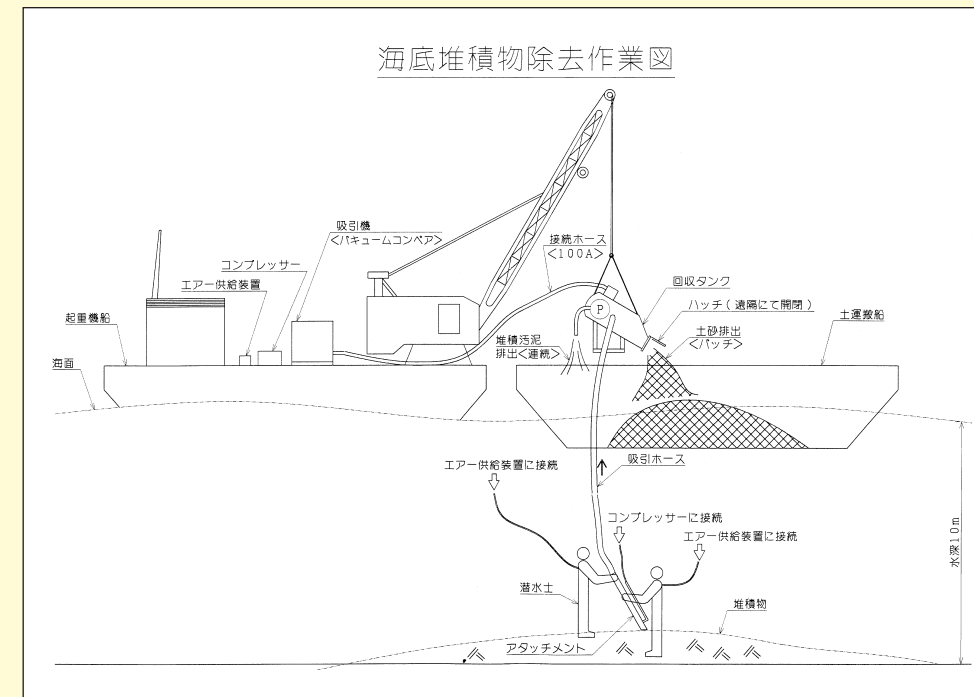 海底堆積物除去作業図
吸引機
<バキュームコンベア>
コンプレッサー
エアー供給装置
起重機船
海面
接続ホース
<100A>
回収タンク
ハッチ(遠隔にて開閉)
土砂排出
<バッチ>
土運搬船
P
堆積汚泥
排出<連続>
吸引ホース
エアー供給装置に接続
コンプレッサーに接続
エアー供給装置に接続
水深10m
潜水士
堆積物
アタッチメント